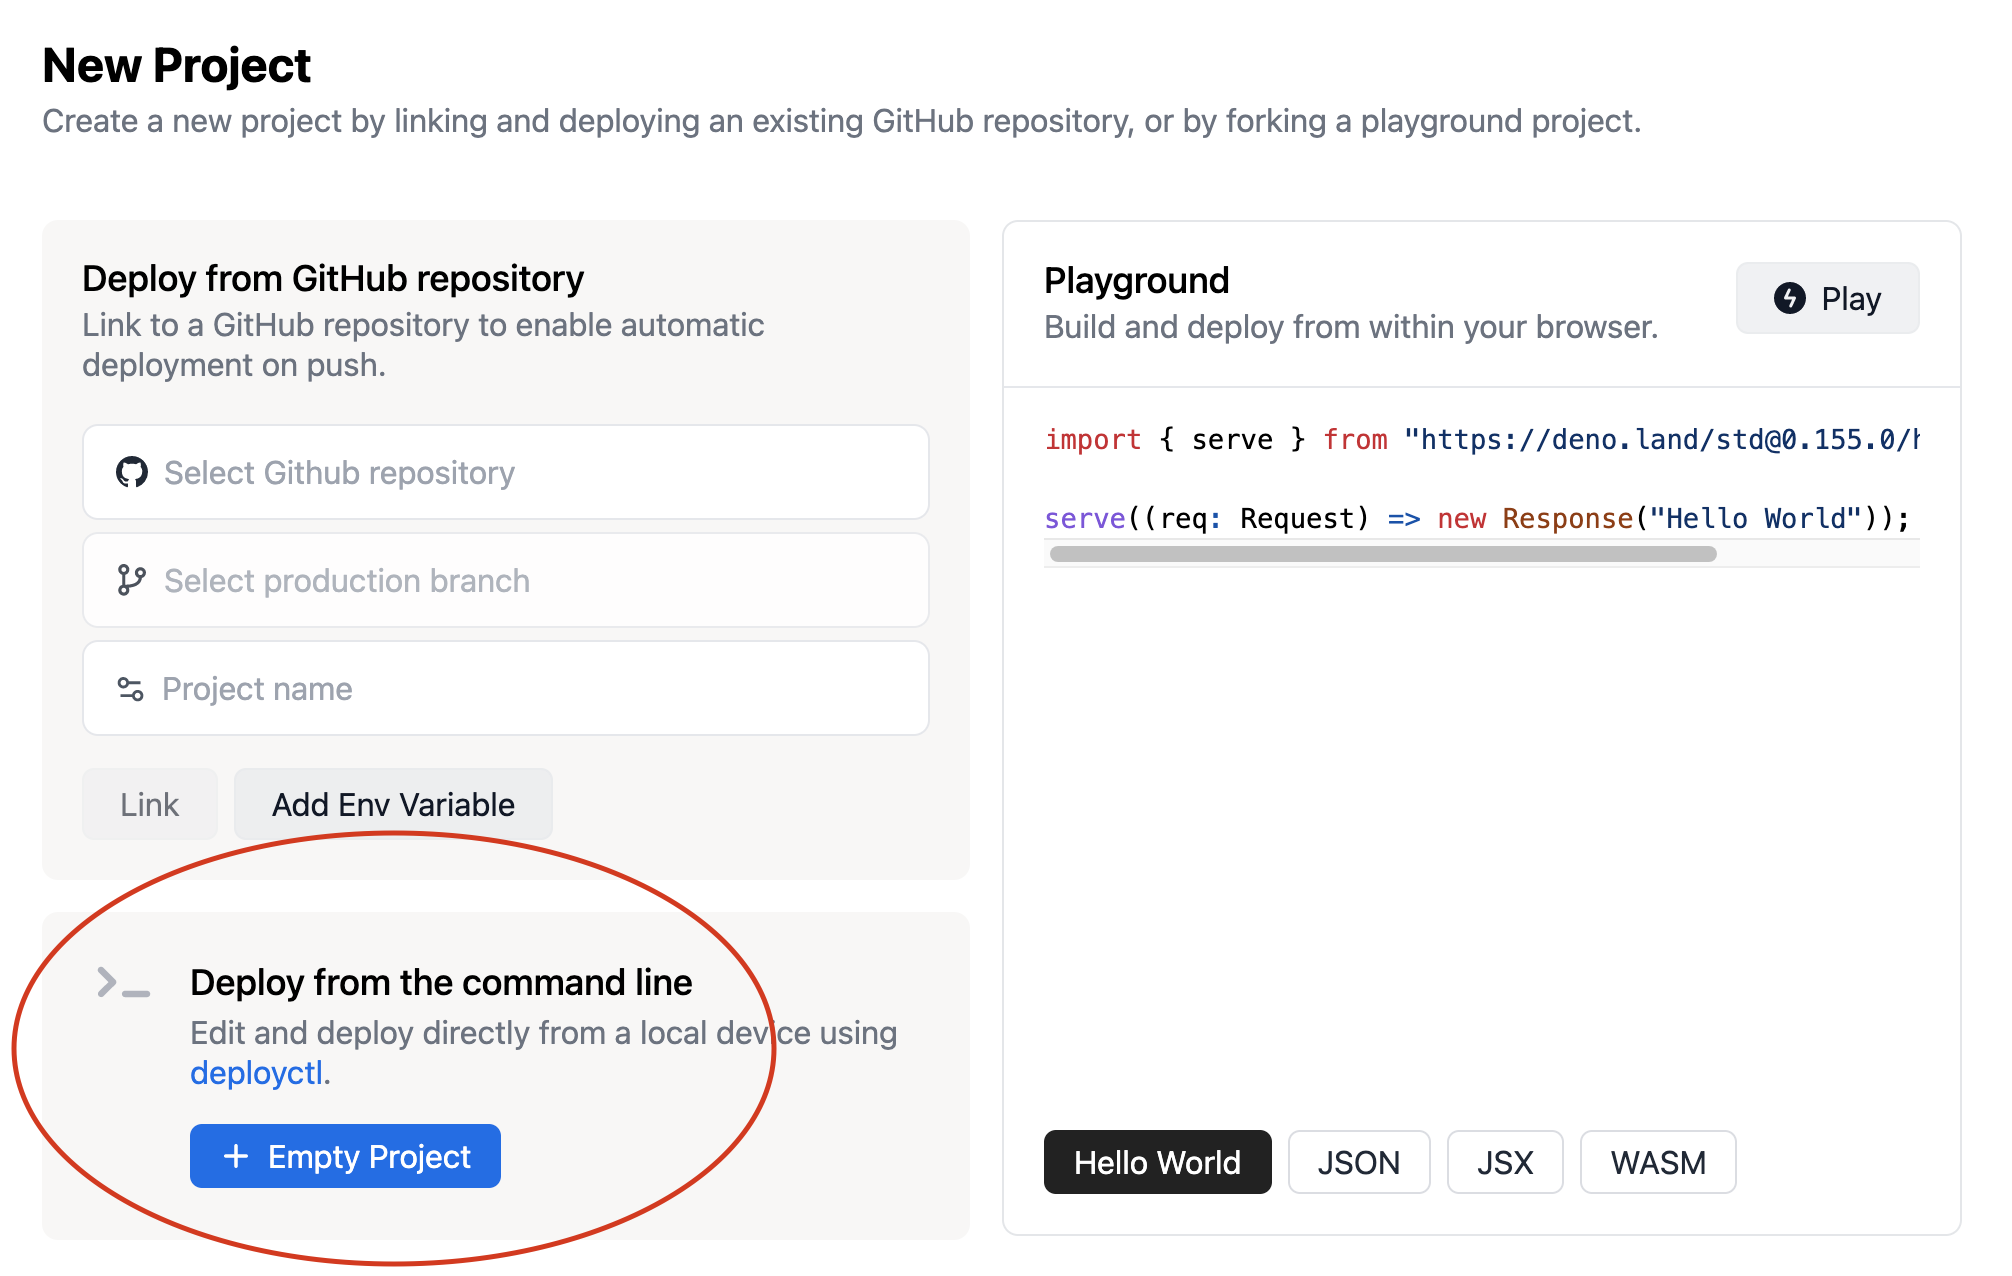 New Project
Create a new project by linking and deploying an existing GitHub repository, or by forking a playground project.
Deploy from GitHub repository
Link to a GitHub repository to enable automatic
deployment on push.
Select Github repository
Select production branch
Project name
Link
Add Env Variable
Deploy from the command line
Edit and deploy directly from a local device using
deployctl.
+ Empty Project
Playground
Build and deploy from within your browser.
Play
import { serve } from "https://deno.land/std@0.155.0/h
serve((req: Request) => new Response("Hello World"));
Hello World
JSON
JSX
WASM